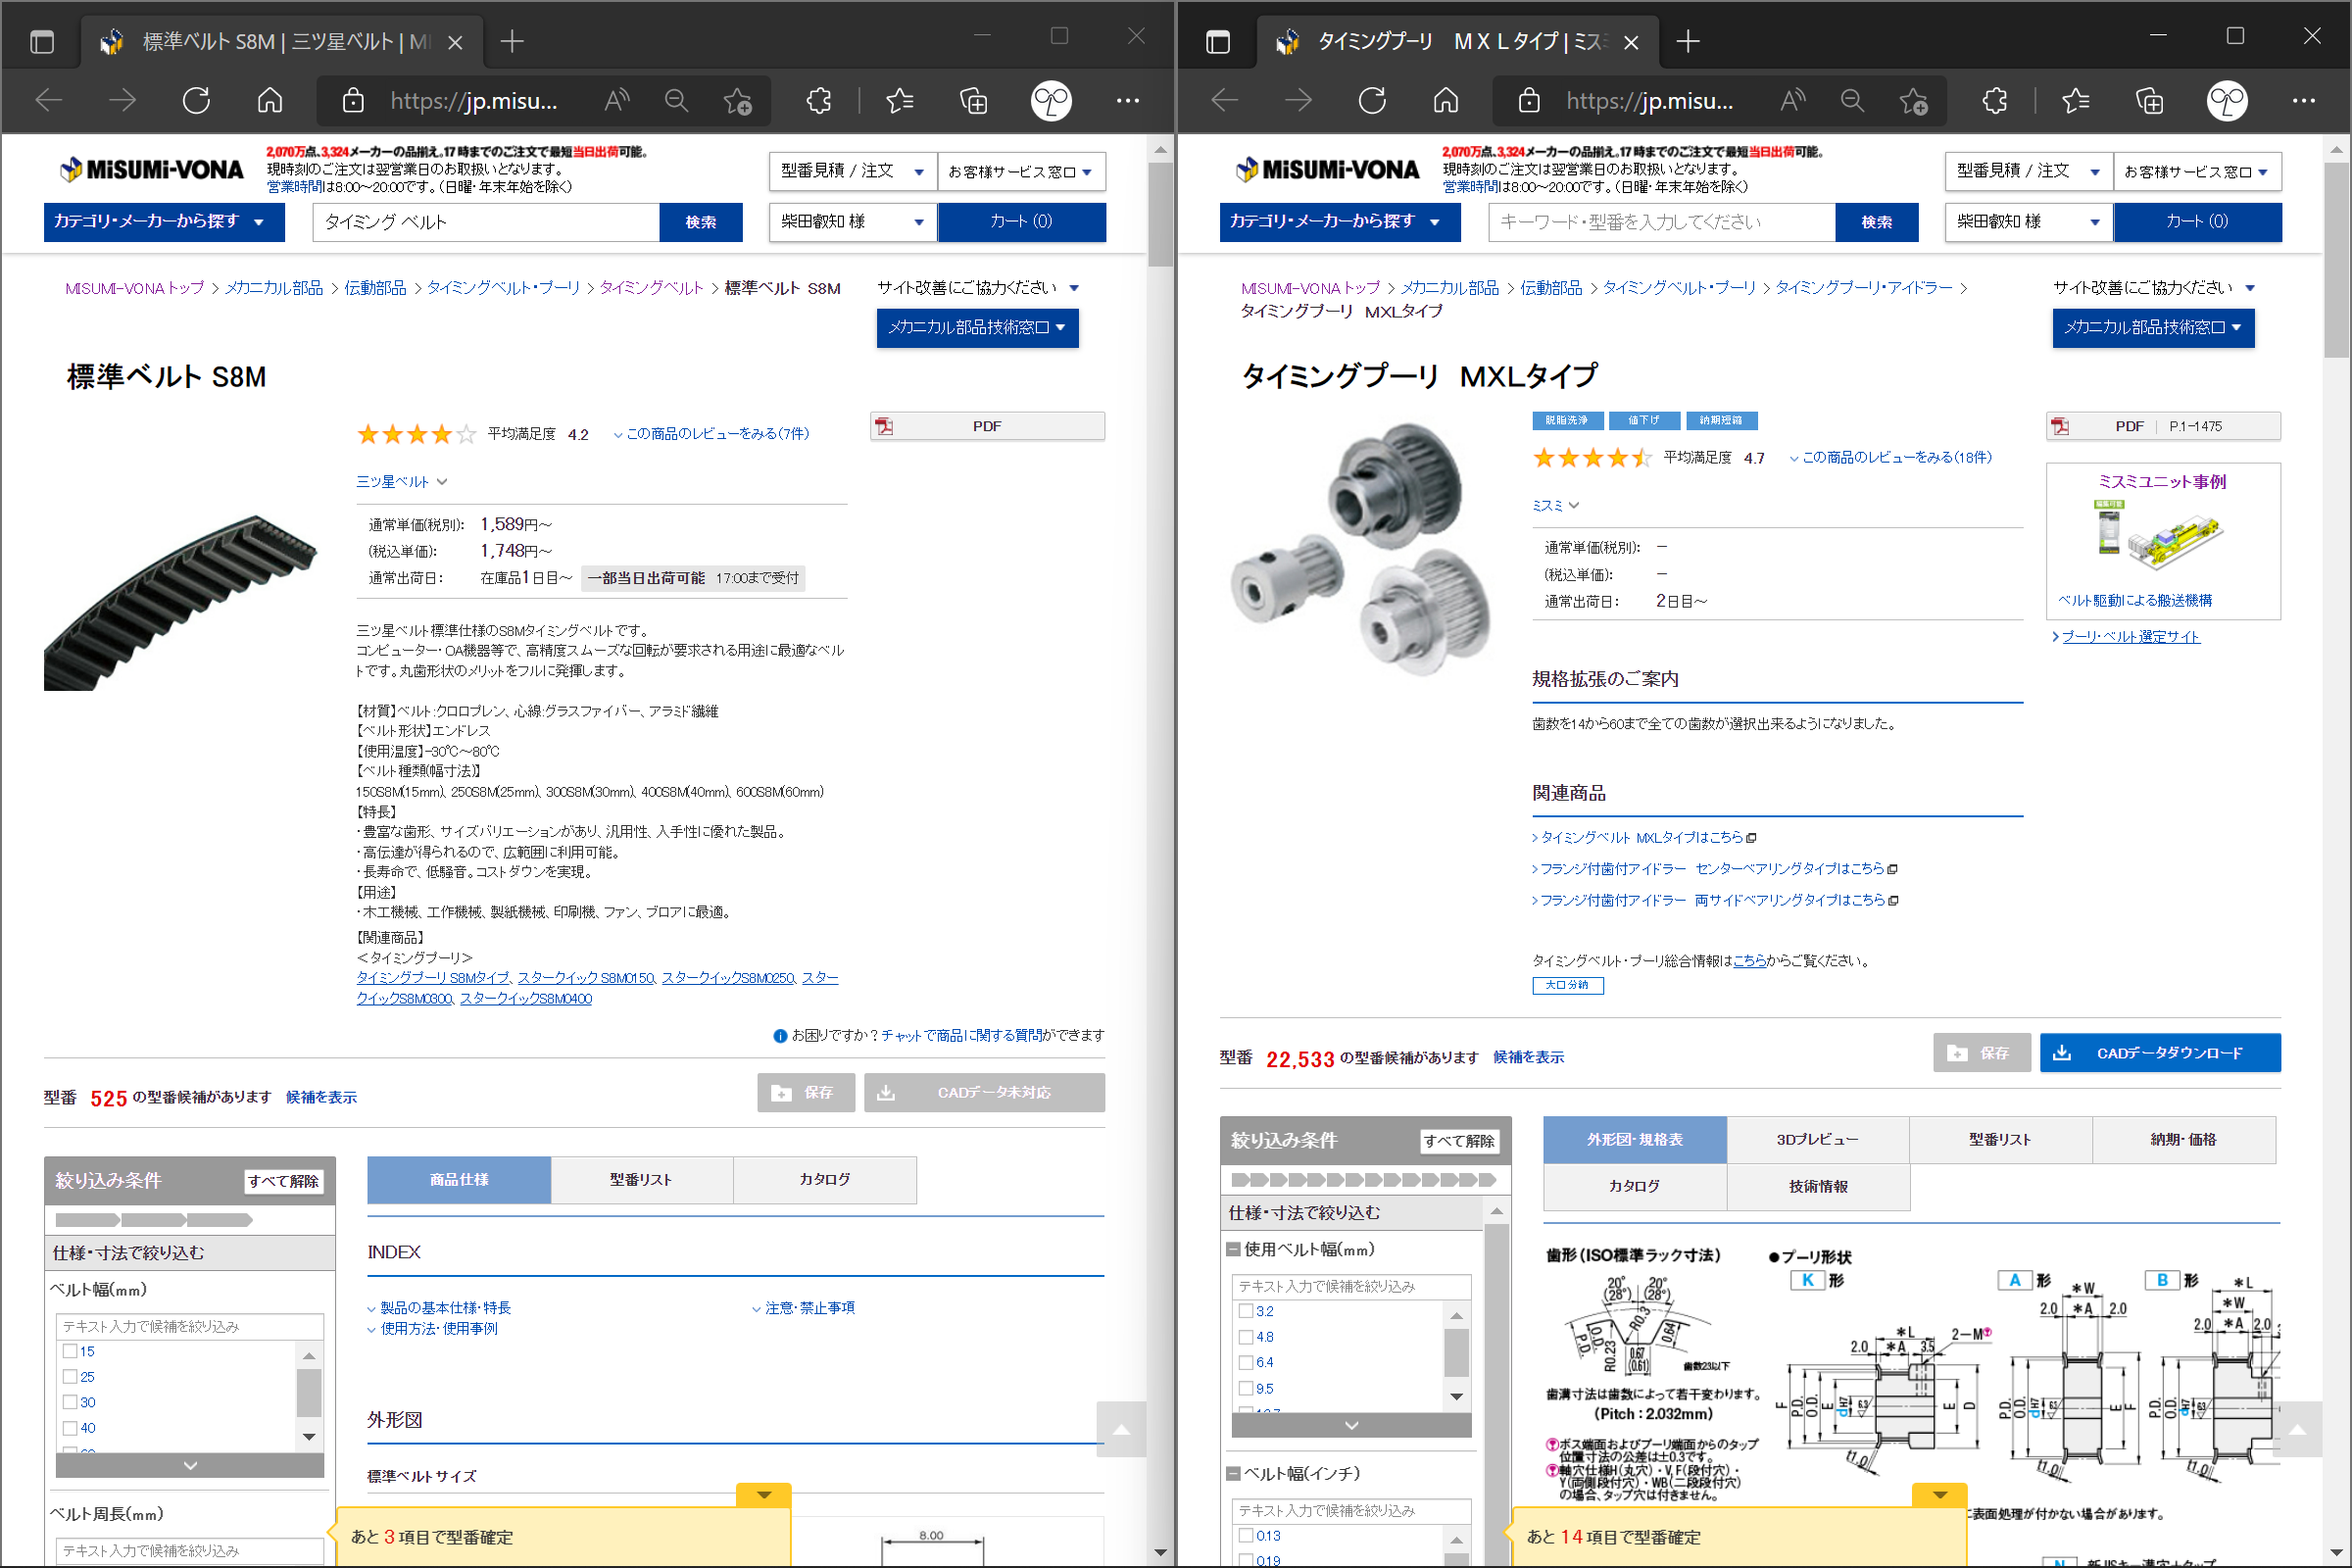 標準ベルト S8M | 三ツ星ベルト | MI
https://jp.misu...
MiSUMi-VONA
2,070万点、3,324メーカーの品揃え。17時までのご注文で最短当日出荷可能。
現時刻のご注文は翌営業日のお取扱いとなります。
営業時間は8:00～20:00です。（日曜・年末年始を除く）
型番見積 / 注文
お客様サービス窓口
カテゴリ・メーカーから探す
タイミング ベルト
検索
柴田叡知 様
カート（0）
MISUMI-VONAトップ > メカニカル部品 > 伝動部品 > タイミングベルト・プーリ > タイミングベルト > 標準ベルト S8M
サイト改善にご協力ください
メカニカル部品技術窓口
標準ベルト S8M
平均満足度 4.2
この商品のレビューをみる（7件）
PDF
三ツ星ベルト
通常単価(税別)： 1,589円～
(税込単価)： 1,748円～
通常出荷日： 在庫品1日目～ 一部当日出荷可能 17:00まで受付
三ツ星ベルト標準仕様のS8Mタイミングベルトです。
コンピューター・OA機器等で、高精度スムーズな回転が要求される用途に最適なベル
トです。丸歯形状のメリットをフルに発揮します。
【材質】ベルト:クロロプレン、心線:グラスファイバー、アラミド繊維
【ベルト形状】エンドレス
【使用温度】-30℃～80℃
【ベルト種類(幅寸法)】
150S8M(15mm)、250S8M(25mm)、300S8M(30mm)、400S8M(40mm)、600S8M(60mm)
【特長】
・豊富な歯形、サイズバリエーションがあり、汎用性、入手性に優れた製品。
・高伝達が得られるので、広範囲に利用可能。
・長寿命で、低騒音。コストダウンを実現。
【用途】
・木工機械、工作機械、製紙機械、印刷機、ファン、ブロアに最適。
【関連商品】
＜タイミングプーリ＞
タイミングプーリ S8Mタイプ、スタークイック S8M0150、スタークイックS8M0250、スター
クイックS8M0300、スタークイックS8M0400
お困りですか？チャットで商品に関する質問ができます
型番 525 の型番候補があります 候補を表示
保存
CADデータ未対応
絞り込み条件
すべて解除
仕様・寸法で絞り込む
ベルト幅(mm)
テキスト入力で候補を絞り込み
15
25
30
40
ベルト周長(mm)
テキスト入力で候補を絞り込み
商品仕様
型番リスト
カタログ
INDEX
製品の基本仕様・特長
注意・禁止事項
使用方法・使用事例
外形図
標準ベルトサイズ
あと 3 項目で型番確定
8.00
タイミングプーリ ＭＸＬタイプ | ミスミ
https://jp.misu...
MiSUMi-VONA
2,070万点、3,324メーカーの品揃え。17時までのご注文で最短当日出荷可能。
現時刻のご注文は翌営業日のお取扱いとなります。
営業時間は8:00～20:00です。（日曜・年末年始を除く）
型番見積 / 注文
お客様サービス窓口
カテゴリ・メーカーから探す
キーワード・型番を入力してください
検索
柴田叡知 様
カート（0）
MISUMI-VONAトップ > メカニカル部品 > 伝動部品 > タイミングベルト・プーリ > タイミングプーリ・アイドラー >
タイミングプーリ ＭＸＬタイプ
サイト改善にご協力ください
メカニカル部品技術窓口
タイミングプーリ ＭＸＬタイプ
脱脂洗浄
値下げ
納期短縮
平均満足度 4.7
この商品のレビューをみる（18件）
PDF P.1-1475
ミスミ
通常単価(税別)： －
(税込単価)： －
通常出荷日： 2日目～
ミスミユニット事例
ベルト駆動による搬送機構
プーリ・ベルト選定サイト
規格拡張のご案内
歯数を14から60まで全ての歯数が選択出来るようになりました。
関連商品
タイミングベルト MXLタイプはこちら
フランジ付歯付アイドラー センターベアリングタイプはこちら
フランジ付歯付アイドラー 両サイドベアリングタイプはこちら
タイミングベルト・プーリ総合情報はこちらからご覧ください。
大口分納
型番 22,533 の型番候補があります 候補を表示
保存
CADデータダウンロード
絞り込み条件
すべて解除
仕様・寸法で絞り込む
使用ベルト幅(mm)
テキスト入力で候補を絞り込み
3.2
4.8
6.4
9.5
ベルト幅(インチ)
テキスト入力で候補を絞り込み
0.13
0.19
外形図・規格表
3Dプレビュー
型番リスト
納期・価格
カタログ
技術情報
歯形（ISO標準ラック寸法）
20° 20°
(28°) (28°)
P.D. O.D. R0.23 R0.3 0.67 (0.61) 0.64
歯数23以下
歯溝寸法は歯数によって若干変わります。
（Pitch：2.032mm）
ボス端面およびプーリ端面からのタップ
位置寸法の公差は±0.3です。
軸穴仕様H（丸穴）・V,F（段付穴）・
Y（両側段付穴）・WB（二段段付穴）
の場合、タップ穴は付きません。
●プーリ形状
K 形
＊L 2－M
2.0 ＊A 3.5
F P.D. O.D. E dH7 6.3 E D
t1.0
A 形
＊W
2.0 ＊A 2.0
P.D. O.D. dH7 6.3 E F
t1.0
B 形
＊L
＊W
2.0 ＊A 2.0
P.D. O.D. dH7 6.3
t1.0
表面処理が付かない場合があります。
あと 14 項目で型番確定